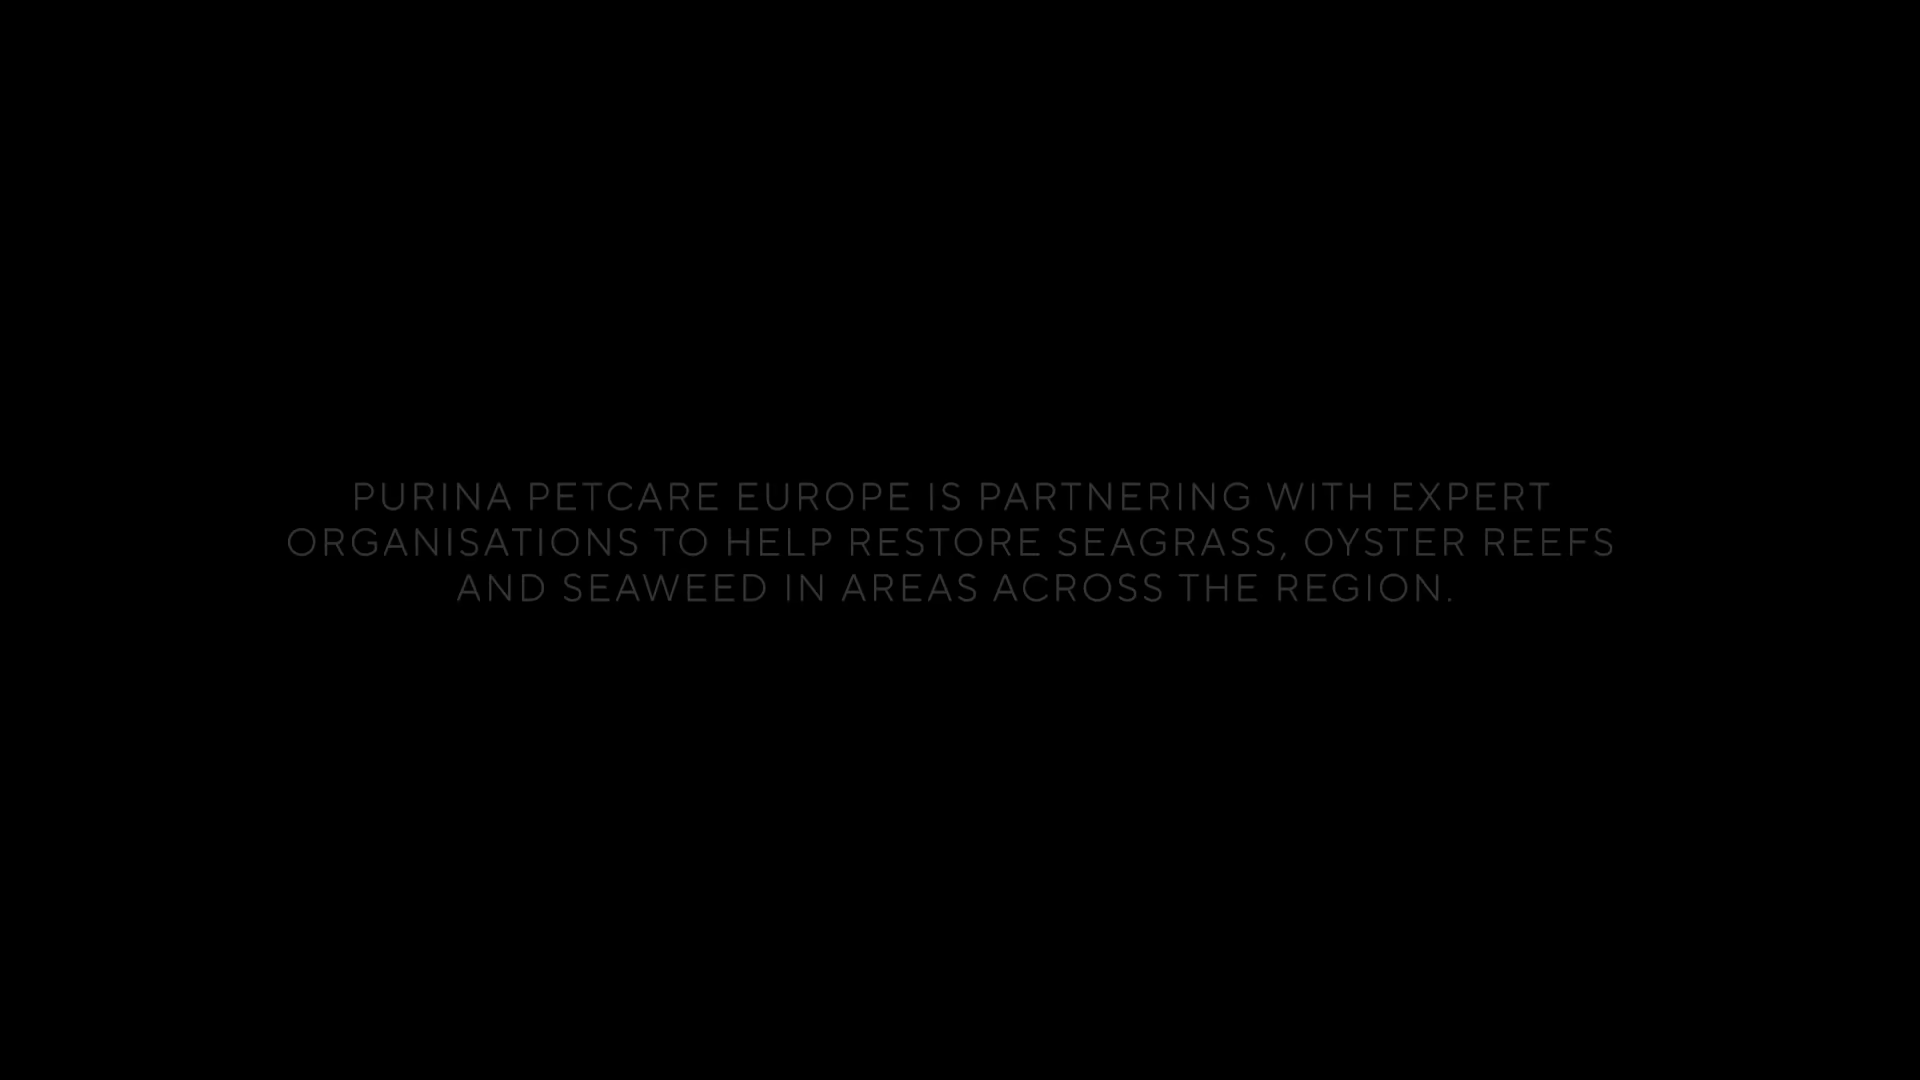 PURINA PETCARE EUROPE IS PARTNERING WITH EXPERT
ORGANISATIONS TO HELP RESTORE SEAGRASS, OYSTER REEFS
AND SEAWEED IN AREAS ACROSS THE REGION.